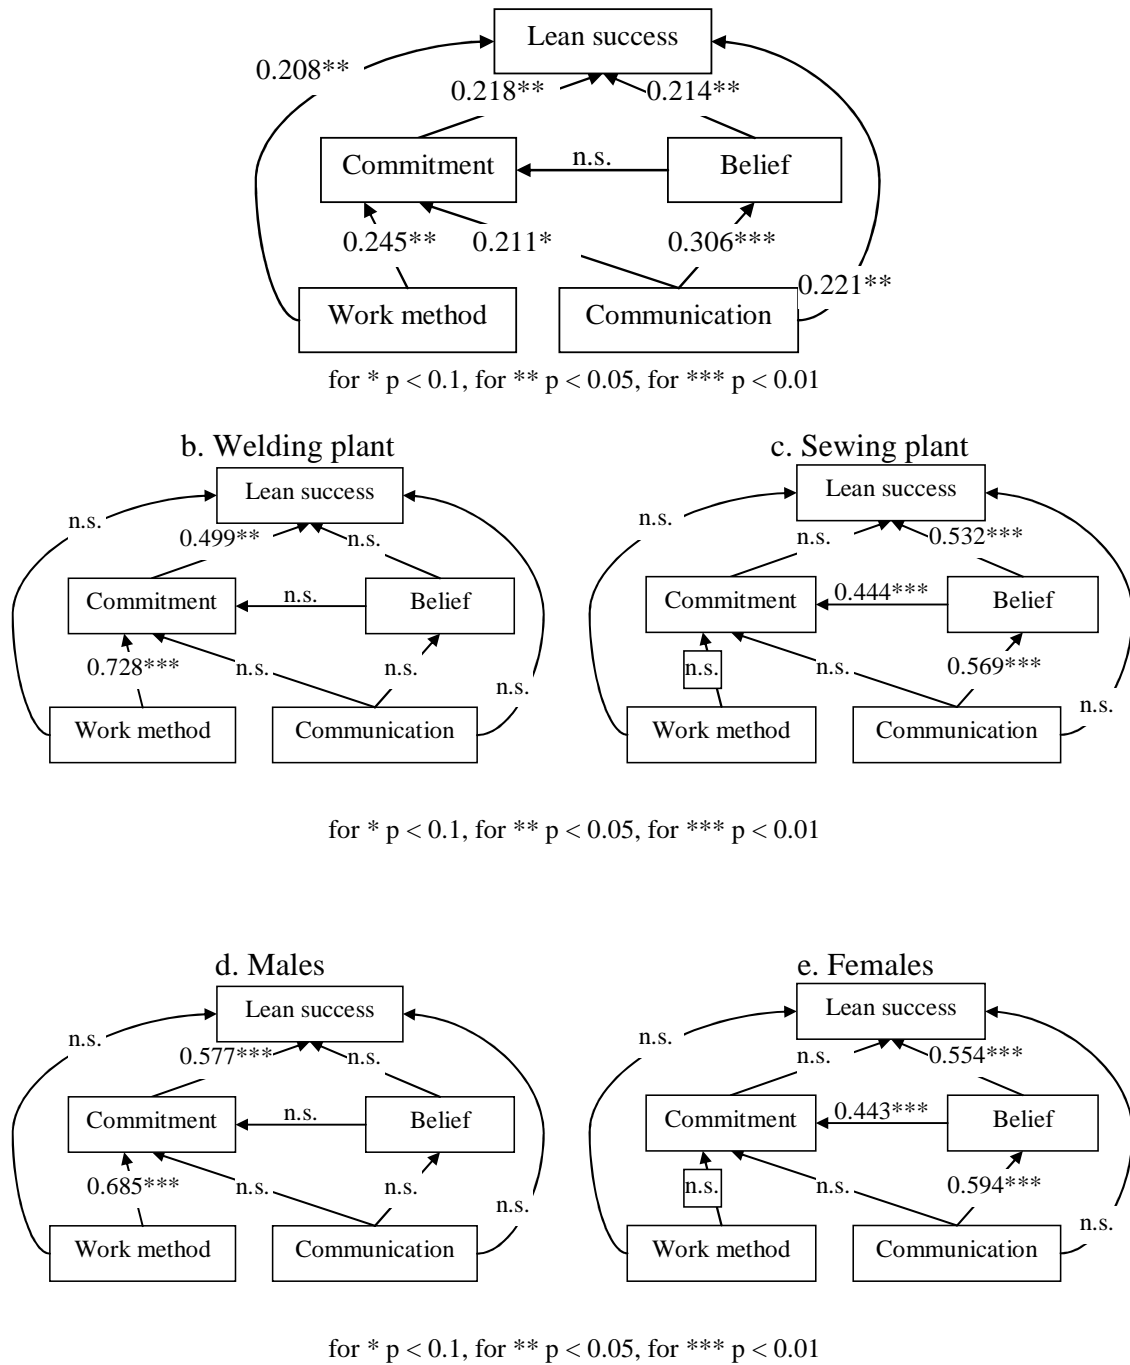 Lean success
0.208**
0.218**
0.214**
Commitment
n.s.
Belief
0.245**
0.211*
0.306***
0.221**
Work method
Communication
for * p < 0.1, for ** p < 0.05, for *** p < 0.01
b. Welding plant
Lean success
n.s.
0.499**
n.s.
Commitment
n.s.
Belief
0.728***
n.s.
n.s.
n.s.
Work method
Communication
c. Sewing plant
Lean success
n.s.
n.s.
0.532***
Commitment
0.444***
Belief
n.s.
n.s.
0.569***
n.s.
Work method
Communication
for * p < 0.1, for ** p < 0.05, for *** p < 0.01
d. Males
Lean success
n.s.
0.577***
n.s.
Commitment
n.s.
Belief
0.685***
n.s.
n.s.
n.s.
Work method
Communication
e. Females
Lean success
n.s.
n.s.
0.554***
Commitment
0.443***
Belief
n.s.
n.s.
0.594***
n.s.
Work method
Communication
for * p < 0.1, for ** p < 0.05, for *** p < 0.01